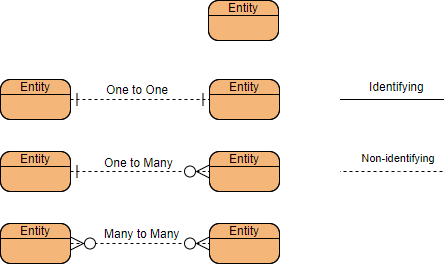 Entity
Entity
One to One
Entity
Identifying
Entity
One to Many
Entity
Non-identifying
Entity
Many to Many
Entity